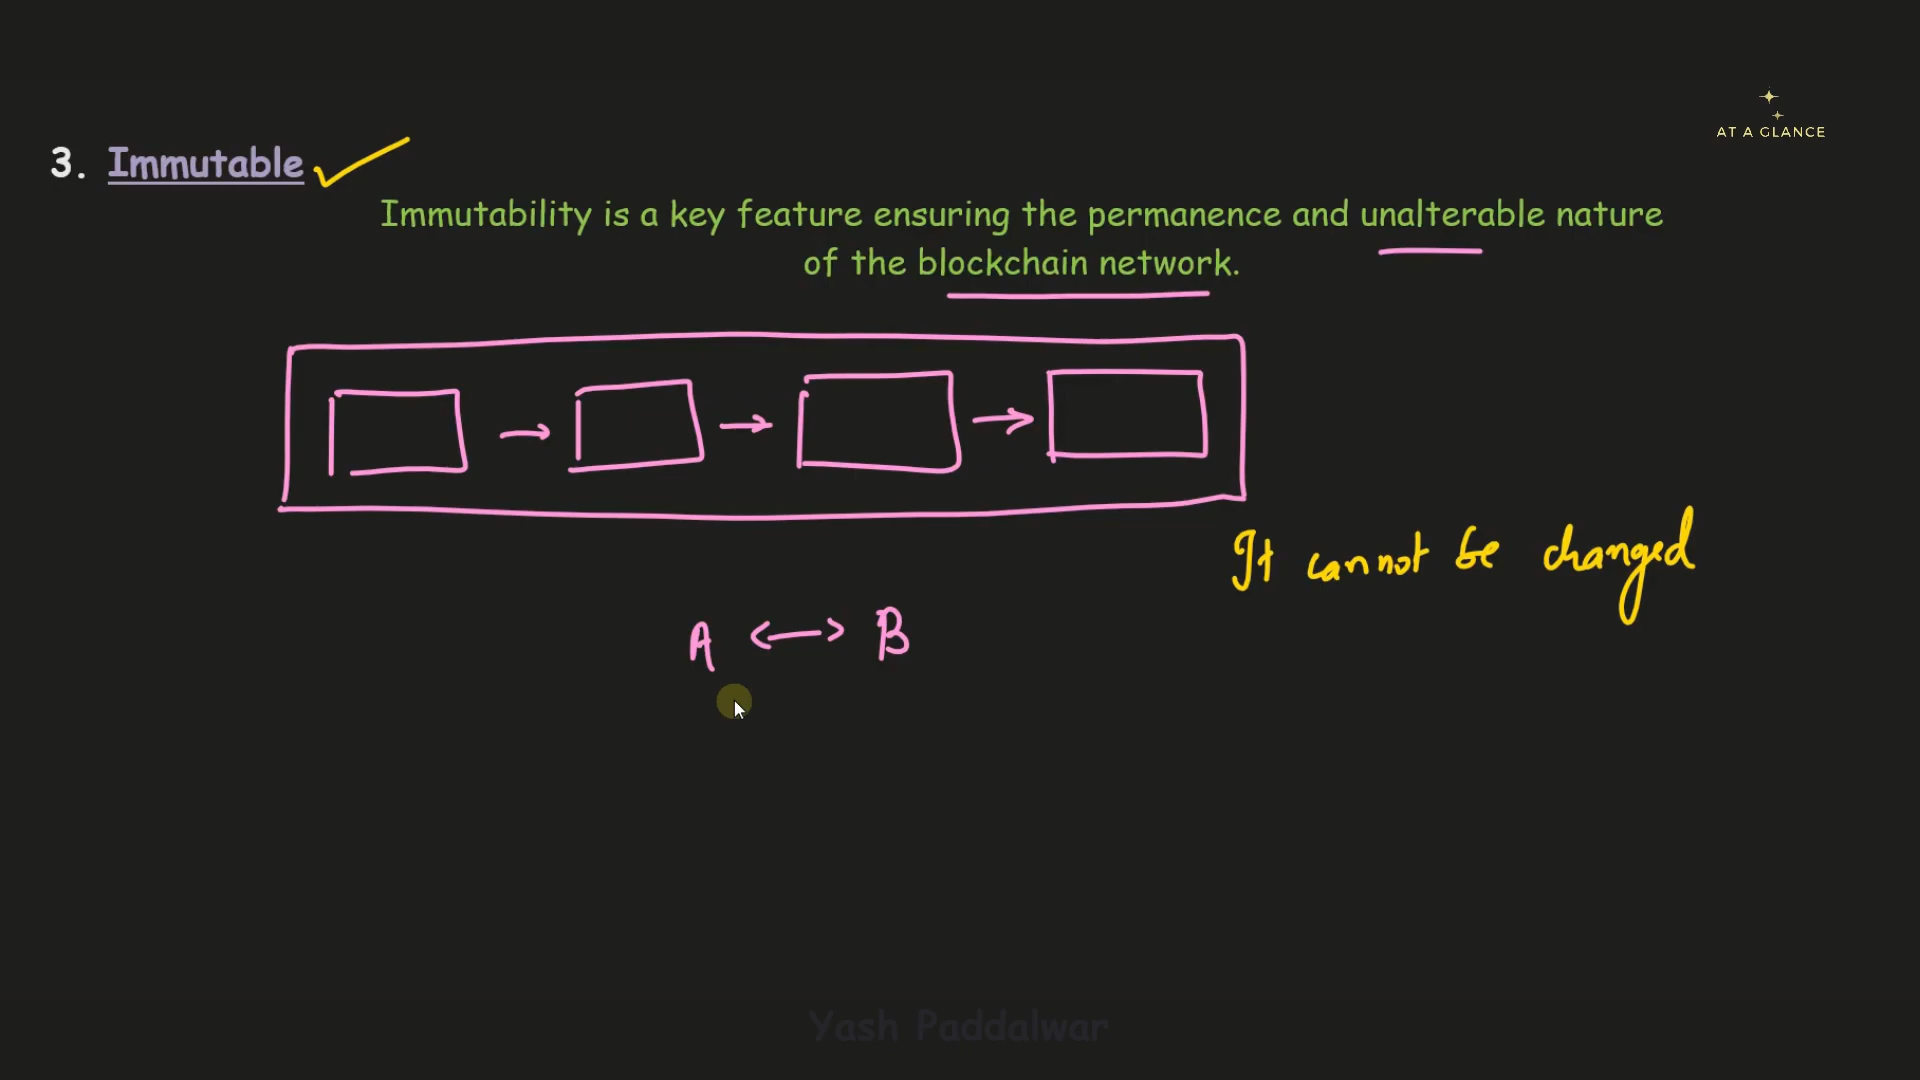 AT A GLANCE
3. Immutable
Immutability is a key feature ensuring the permanence and unalterable nature
of the blockchain network.
It cannot be changed
A <-> B
Yash Paddalwar